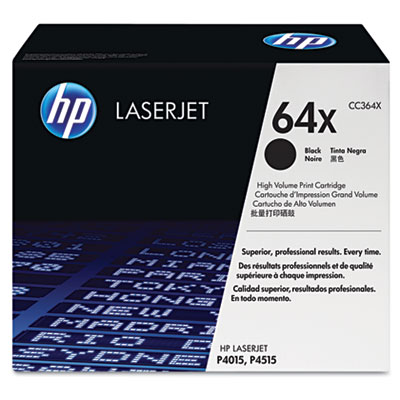 hp
LASERJET
64x
CC364X
Black
Noire
Tinta Negra
黑色
High Volume Print Cartridge
Cartouche d'Impression Grand Volume
Cartucho de Alto Volumen
批量打印硒鼓
Superior, professional results. Every time.
Des résultats professionnels et de qualité
supérieure à chaque impression.
Calidad superior, resultados profesionales.
En todo momento.
HP LASERJET
P4015, P4515